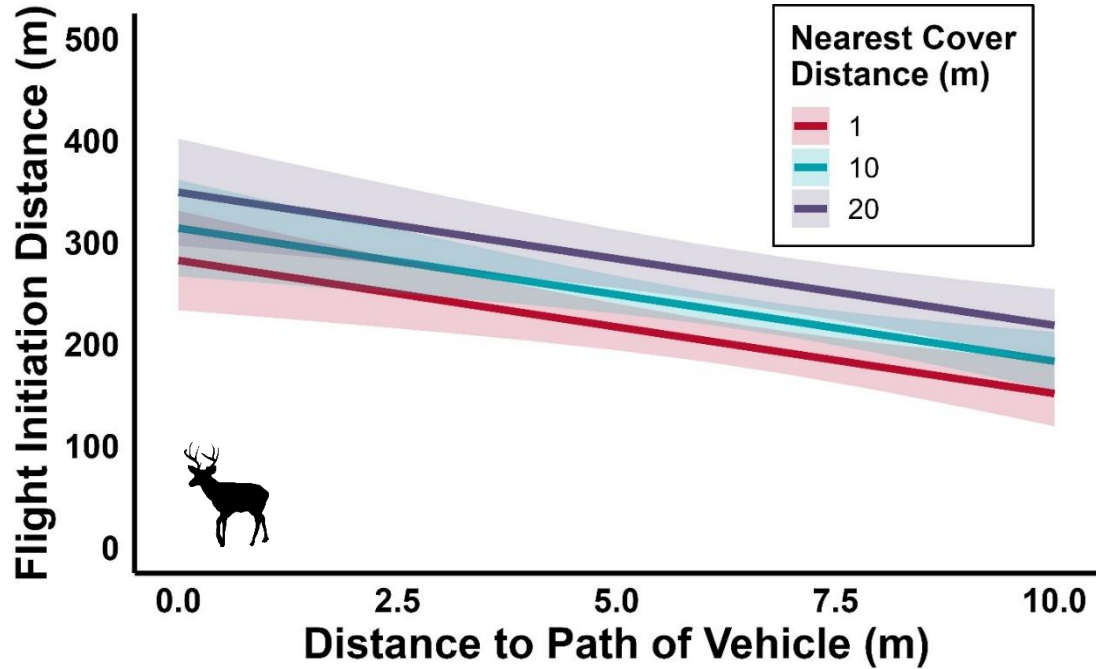 Flight Initiation Distance (m)
500
400
300
200
100
0
Nearest Cover
Distance (m)
1
10
20
0.0 2.5 5.0 7.5 10.0
Distance to Path of Vehicle (m)